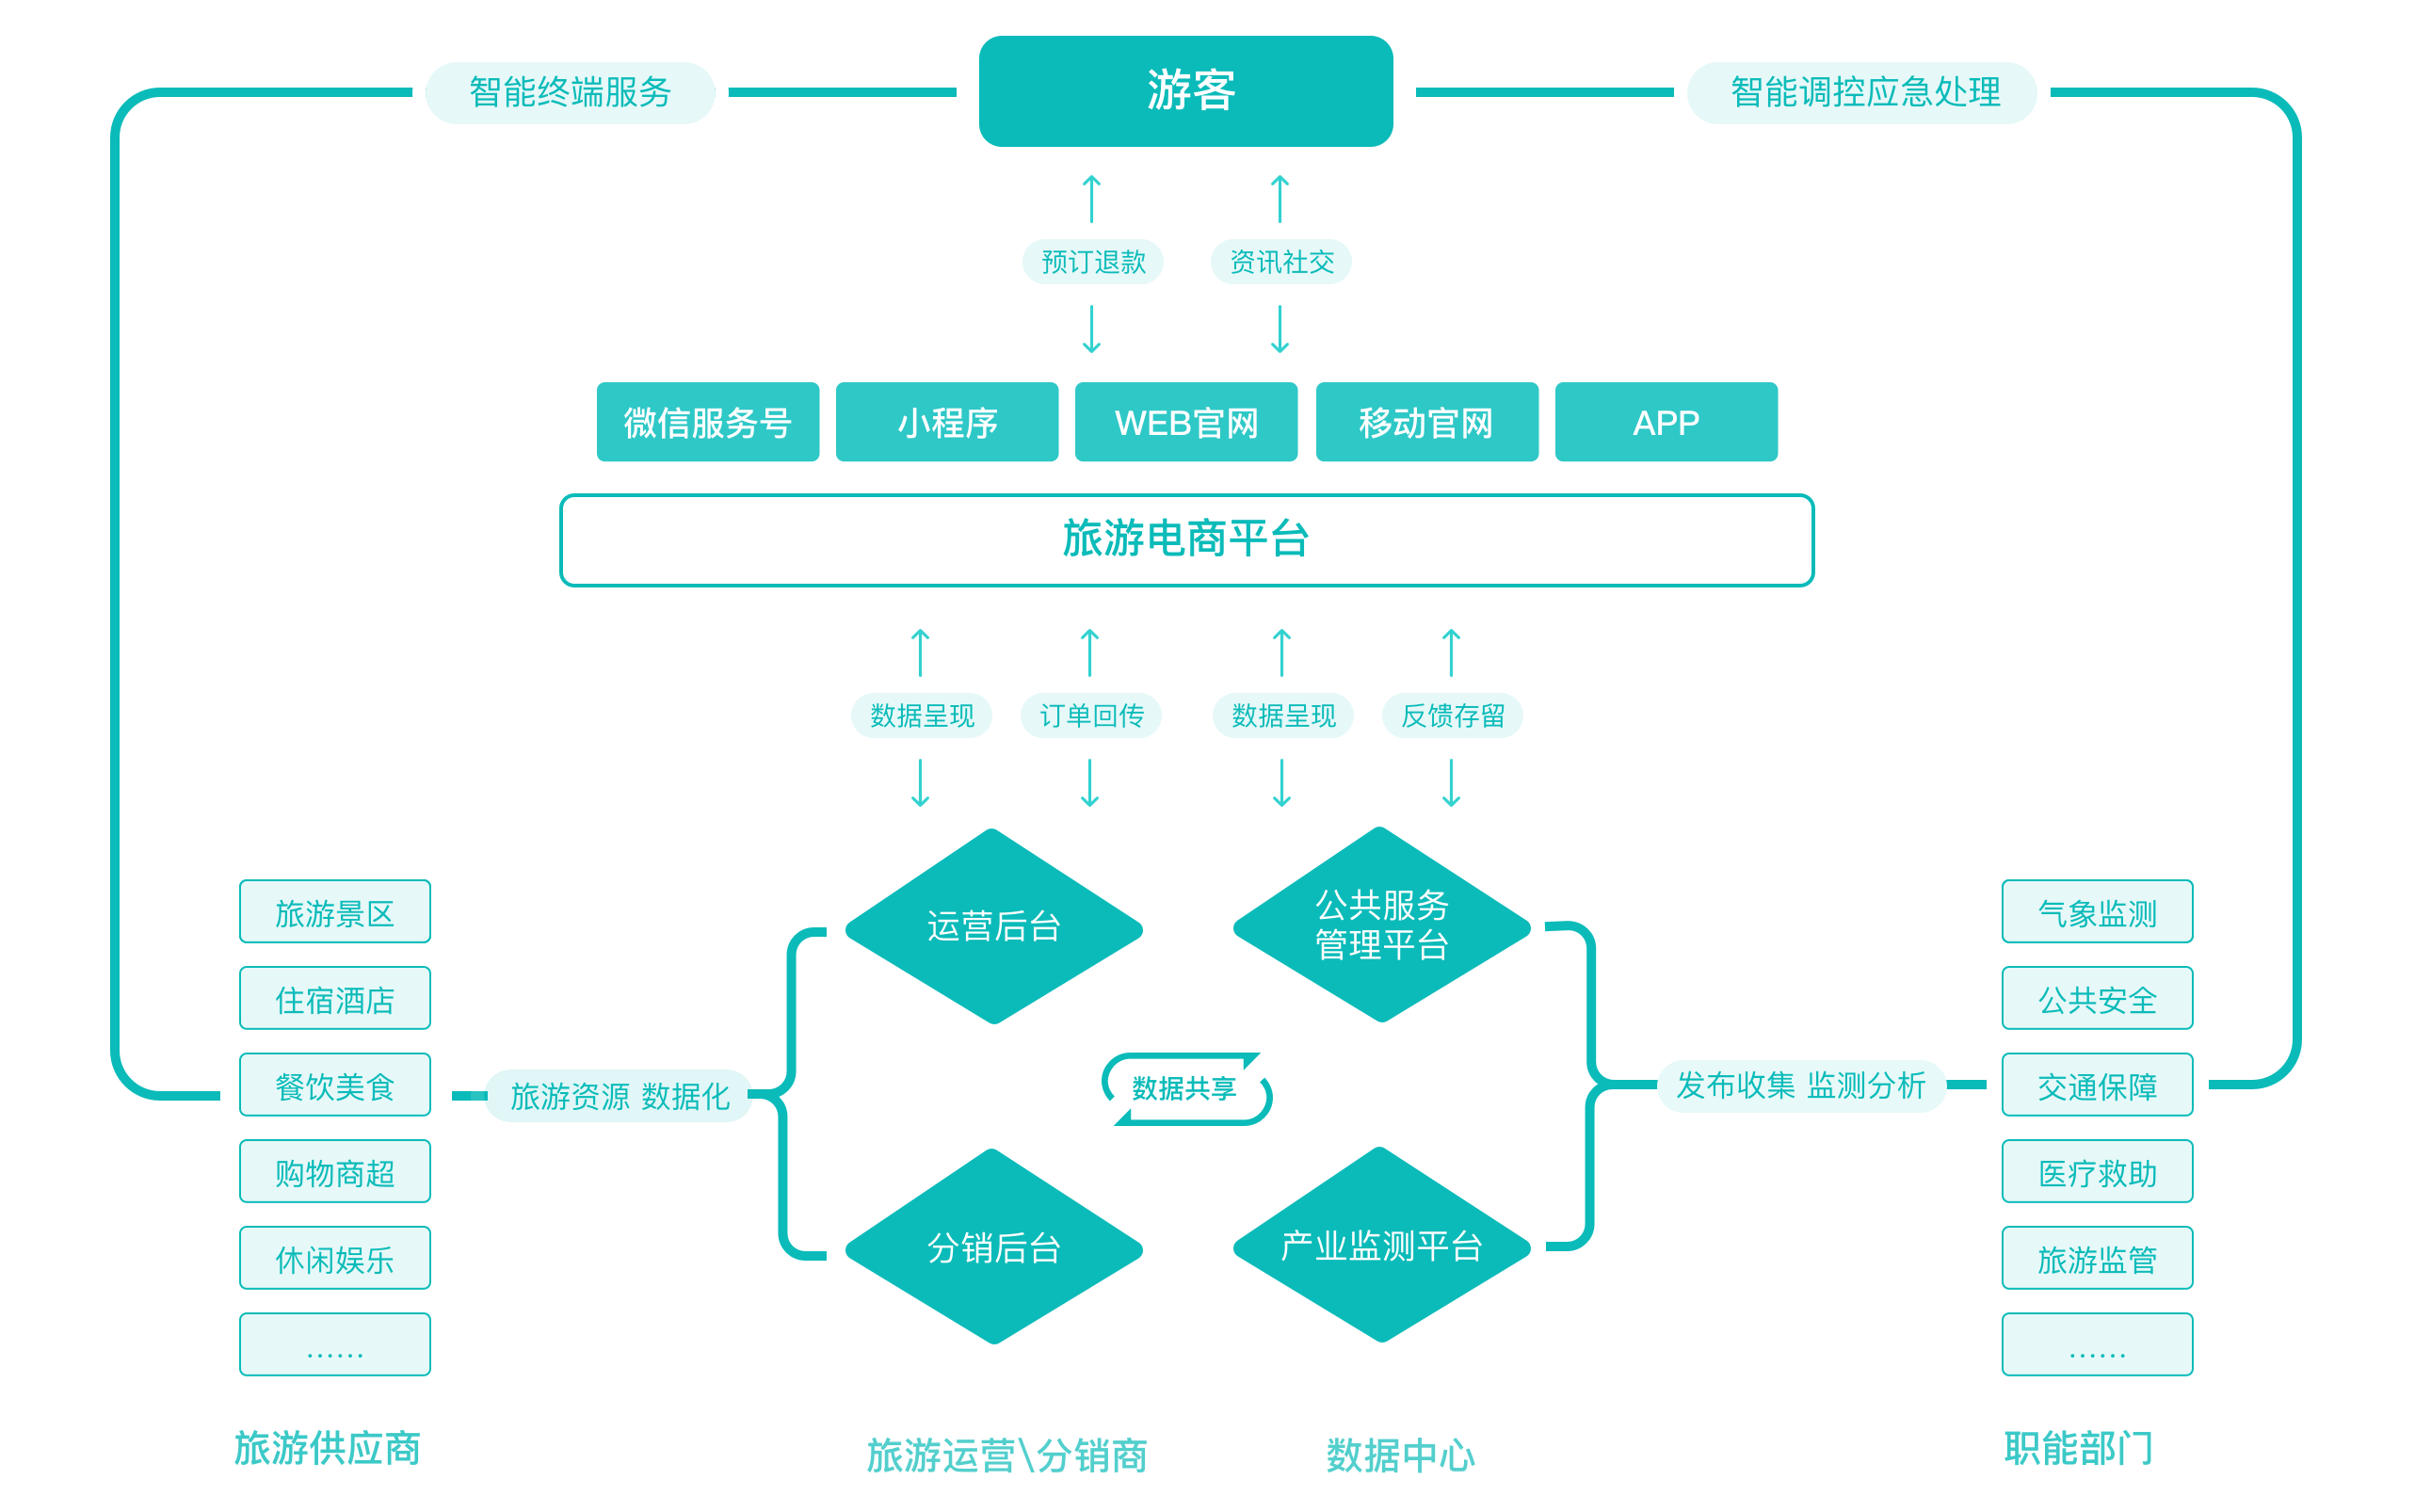 智能终端服务
游客
智能调控应急处理
预订退款
资讯社交
微信服务号
小程序
WEB官网
移动官网
APP
旅游电商平台
数据呈现
订单回传
数据呈现
反馈存留
旅游景区
住宿酒店
餐饮美食
购物商超
休闲娱乐
......
旅游供应商
旅游资源 数据化
运营后台
分销后台
旅游运营\分销商
数据共享
公共服务
管理平台
产业监测平台
数据中心
发布收集 监测分析
气象监测
公共安全
交通保障
医疗救助
旅游监管
......
职能部门